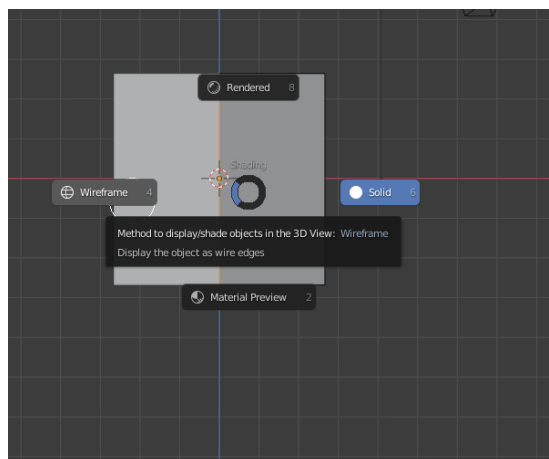 Rendered 8
Shading
Wireframe 4
Solid 6
Method to display/shade objects in the 3D View: Wireframe
Display the object as wire edges
Material Preview 2